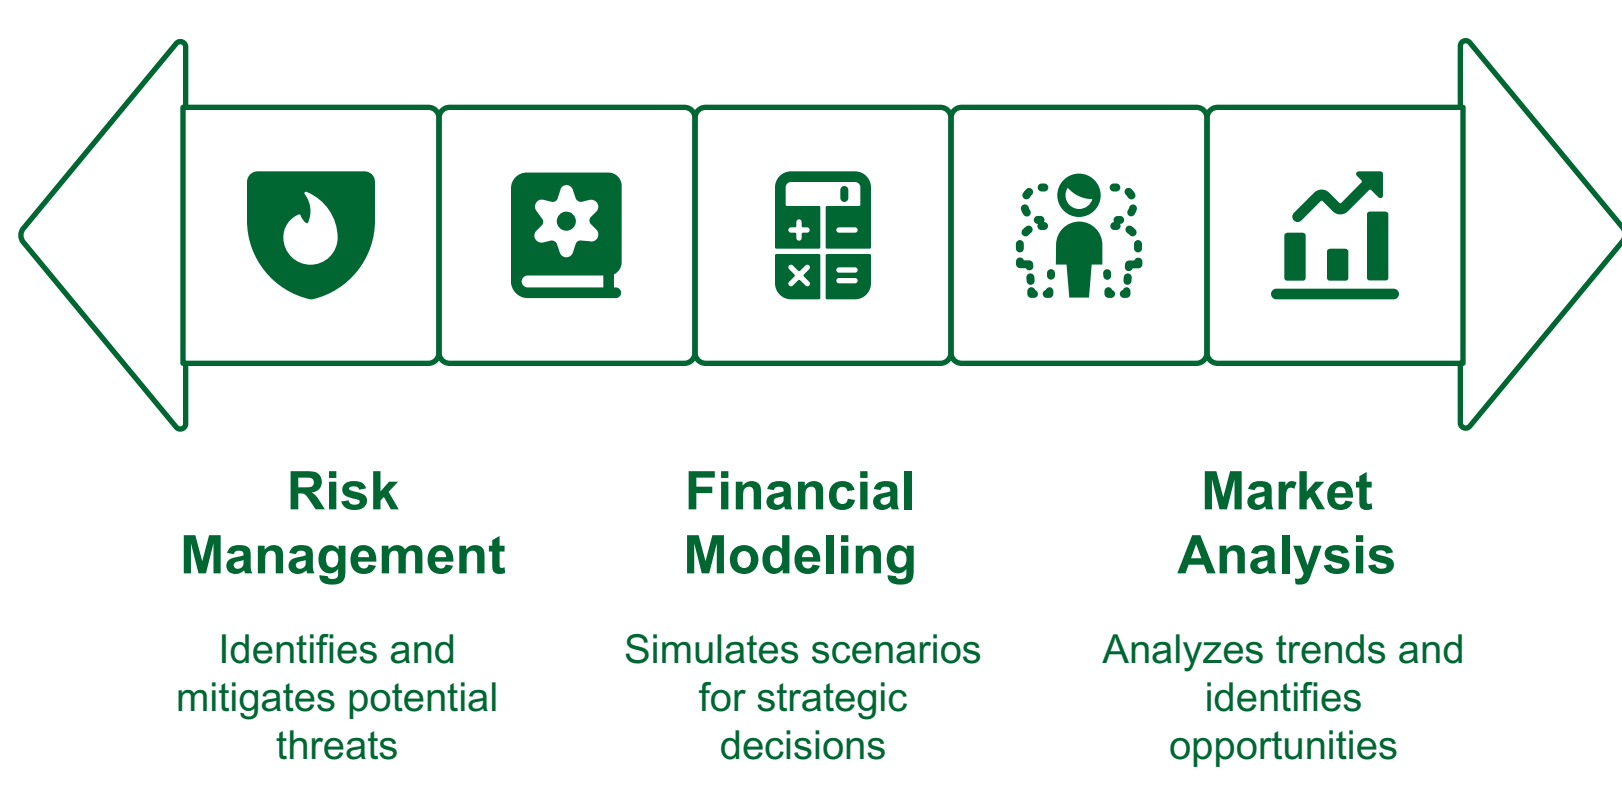 Risk
Management
Identifies and
mitigates potential
threats
Financial
Modeling
Simulates scenarios
for strategic
decisions
Market
Analysis
Analyzes trends and
identifies
opportunities